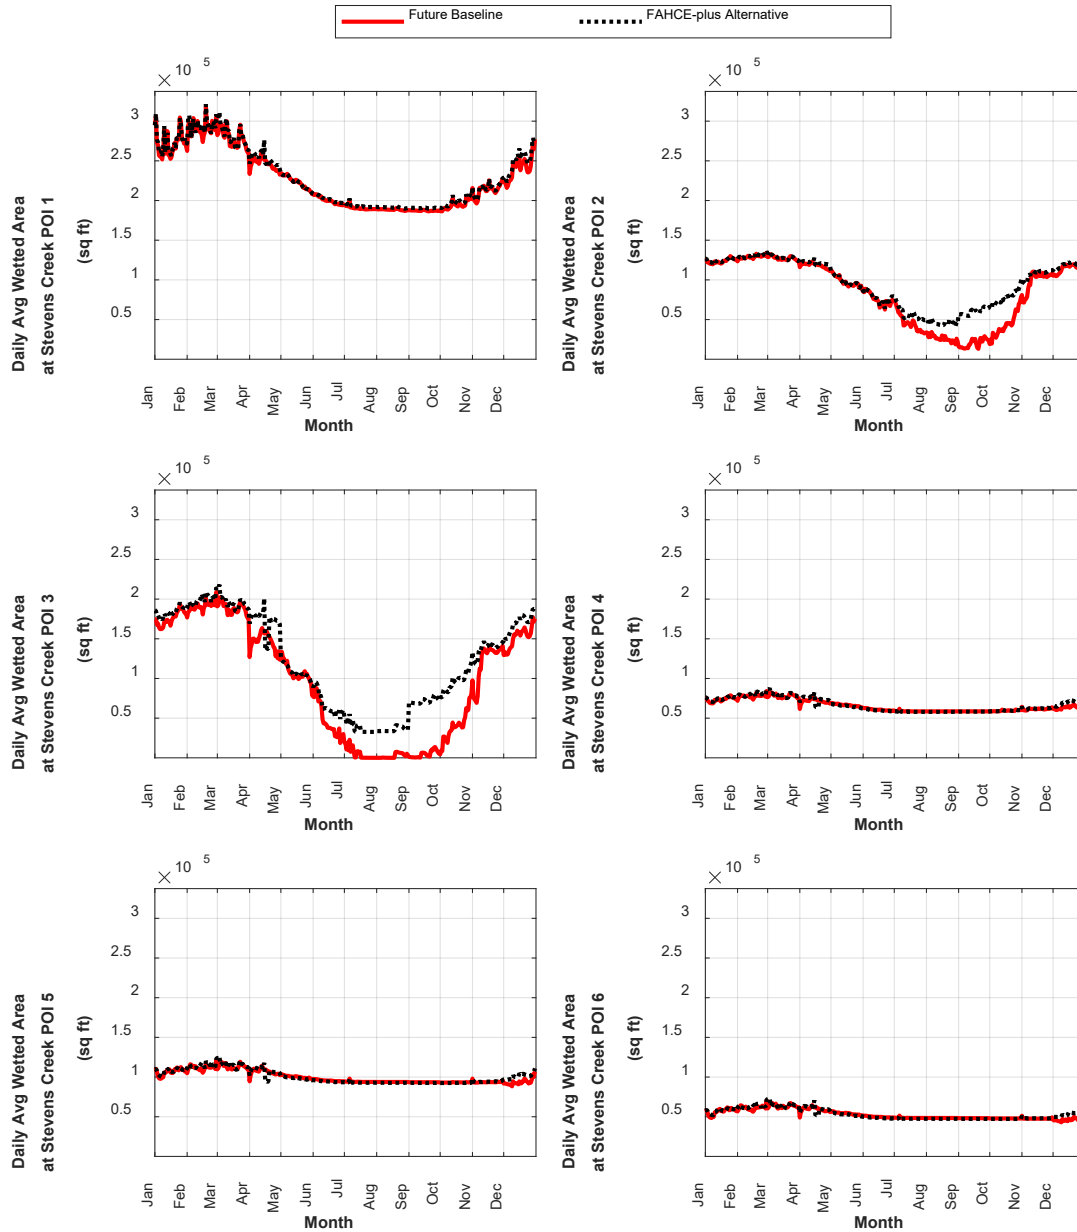 Future Baseline
FAHCE-plus Alternative
× 10 5
3
2.5
2
1.5
1
0.5
Daily Avg Wetted Area
at Stevens Creek POI 1
(sq ft)
Jan Feb Mar Apr May Jun Jul Aug Sep Oct Nov Dec
Month
× 10 5
3
2.5
2
1.5
1
0.5
Daily Avg Wetted Area
at Stevens Creek POI 2
(sq ft)
Jan Feb Mar Apr May Jun Jul Aug Sep Oct Nov Dec
Month
× 10 5
3
2.5
2
1.5
1
0.5
Daily Avg Wetted Area
at Stevens Creek POI 3
(sq ft)
Jan Feb Mar Apr May Jun Jul Aug Sep Oct Nov Dec
Month
× 10 5
3
2.5
2
1.5
1
0.5
Daily Avg Wetted Area
at Stevens Creek POI 4
(sq ft)
Jan Feb Mar Apr May Jun Jul Aug Sep Oct Nov Dec
Month
× 10 5
3
2.5
2
1.5
1
0.5
Daily Avg Wetted Area
at Stevens Creek POI 5
(sq ft)
Jan Feb Mar Apr May Jun Jul Aug Sep Oct Nov Dec
Month
× 10 5
3
2.5
2
1.5
1
0.5
Daily Avg Wetted Area
at Stevens Creek POI 6
(sq ft)
Jan Feb Mar Apr May Jun Jul Aug Sep Oct Nov Dec
Month